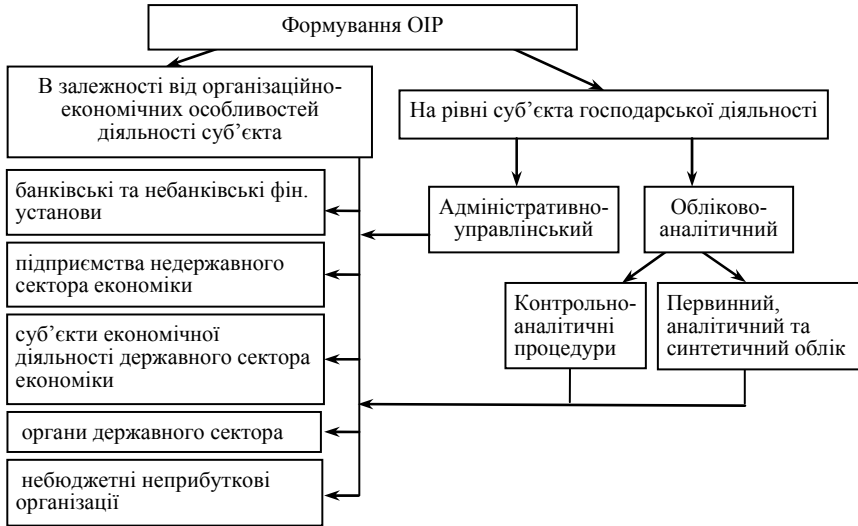 Формування ОІР
В залежності від організаційно-
економічних особливостей
діяльності суб’єкта
На рівні суб’єкта господарської діяльності
банківські та небанківські фін.
установи
Адміністративно-
управлінський
Обліково-
аналітичний
підприємства недержавного
сектора економіки
Контрольно-
аналітичні
процедури
Первинний,
аналітичний та
синтетичний облік
суб’єкти економічної
діяльності державного сектора
економіки
органи державного сектора
небюджетні неприбуткові
організації